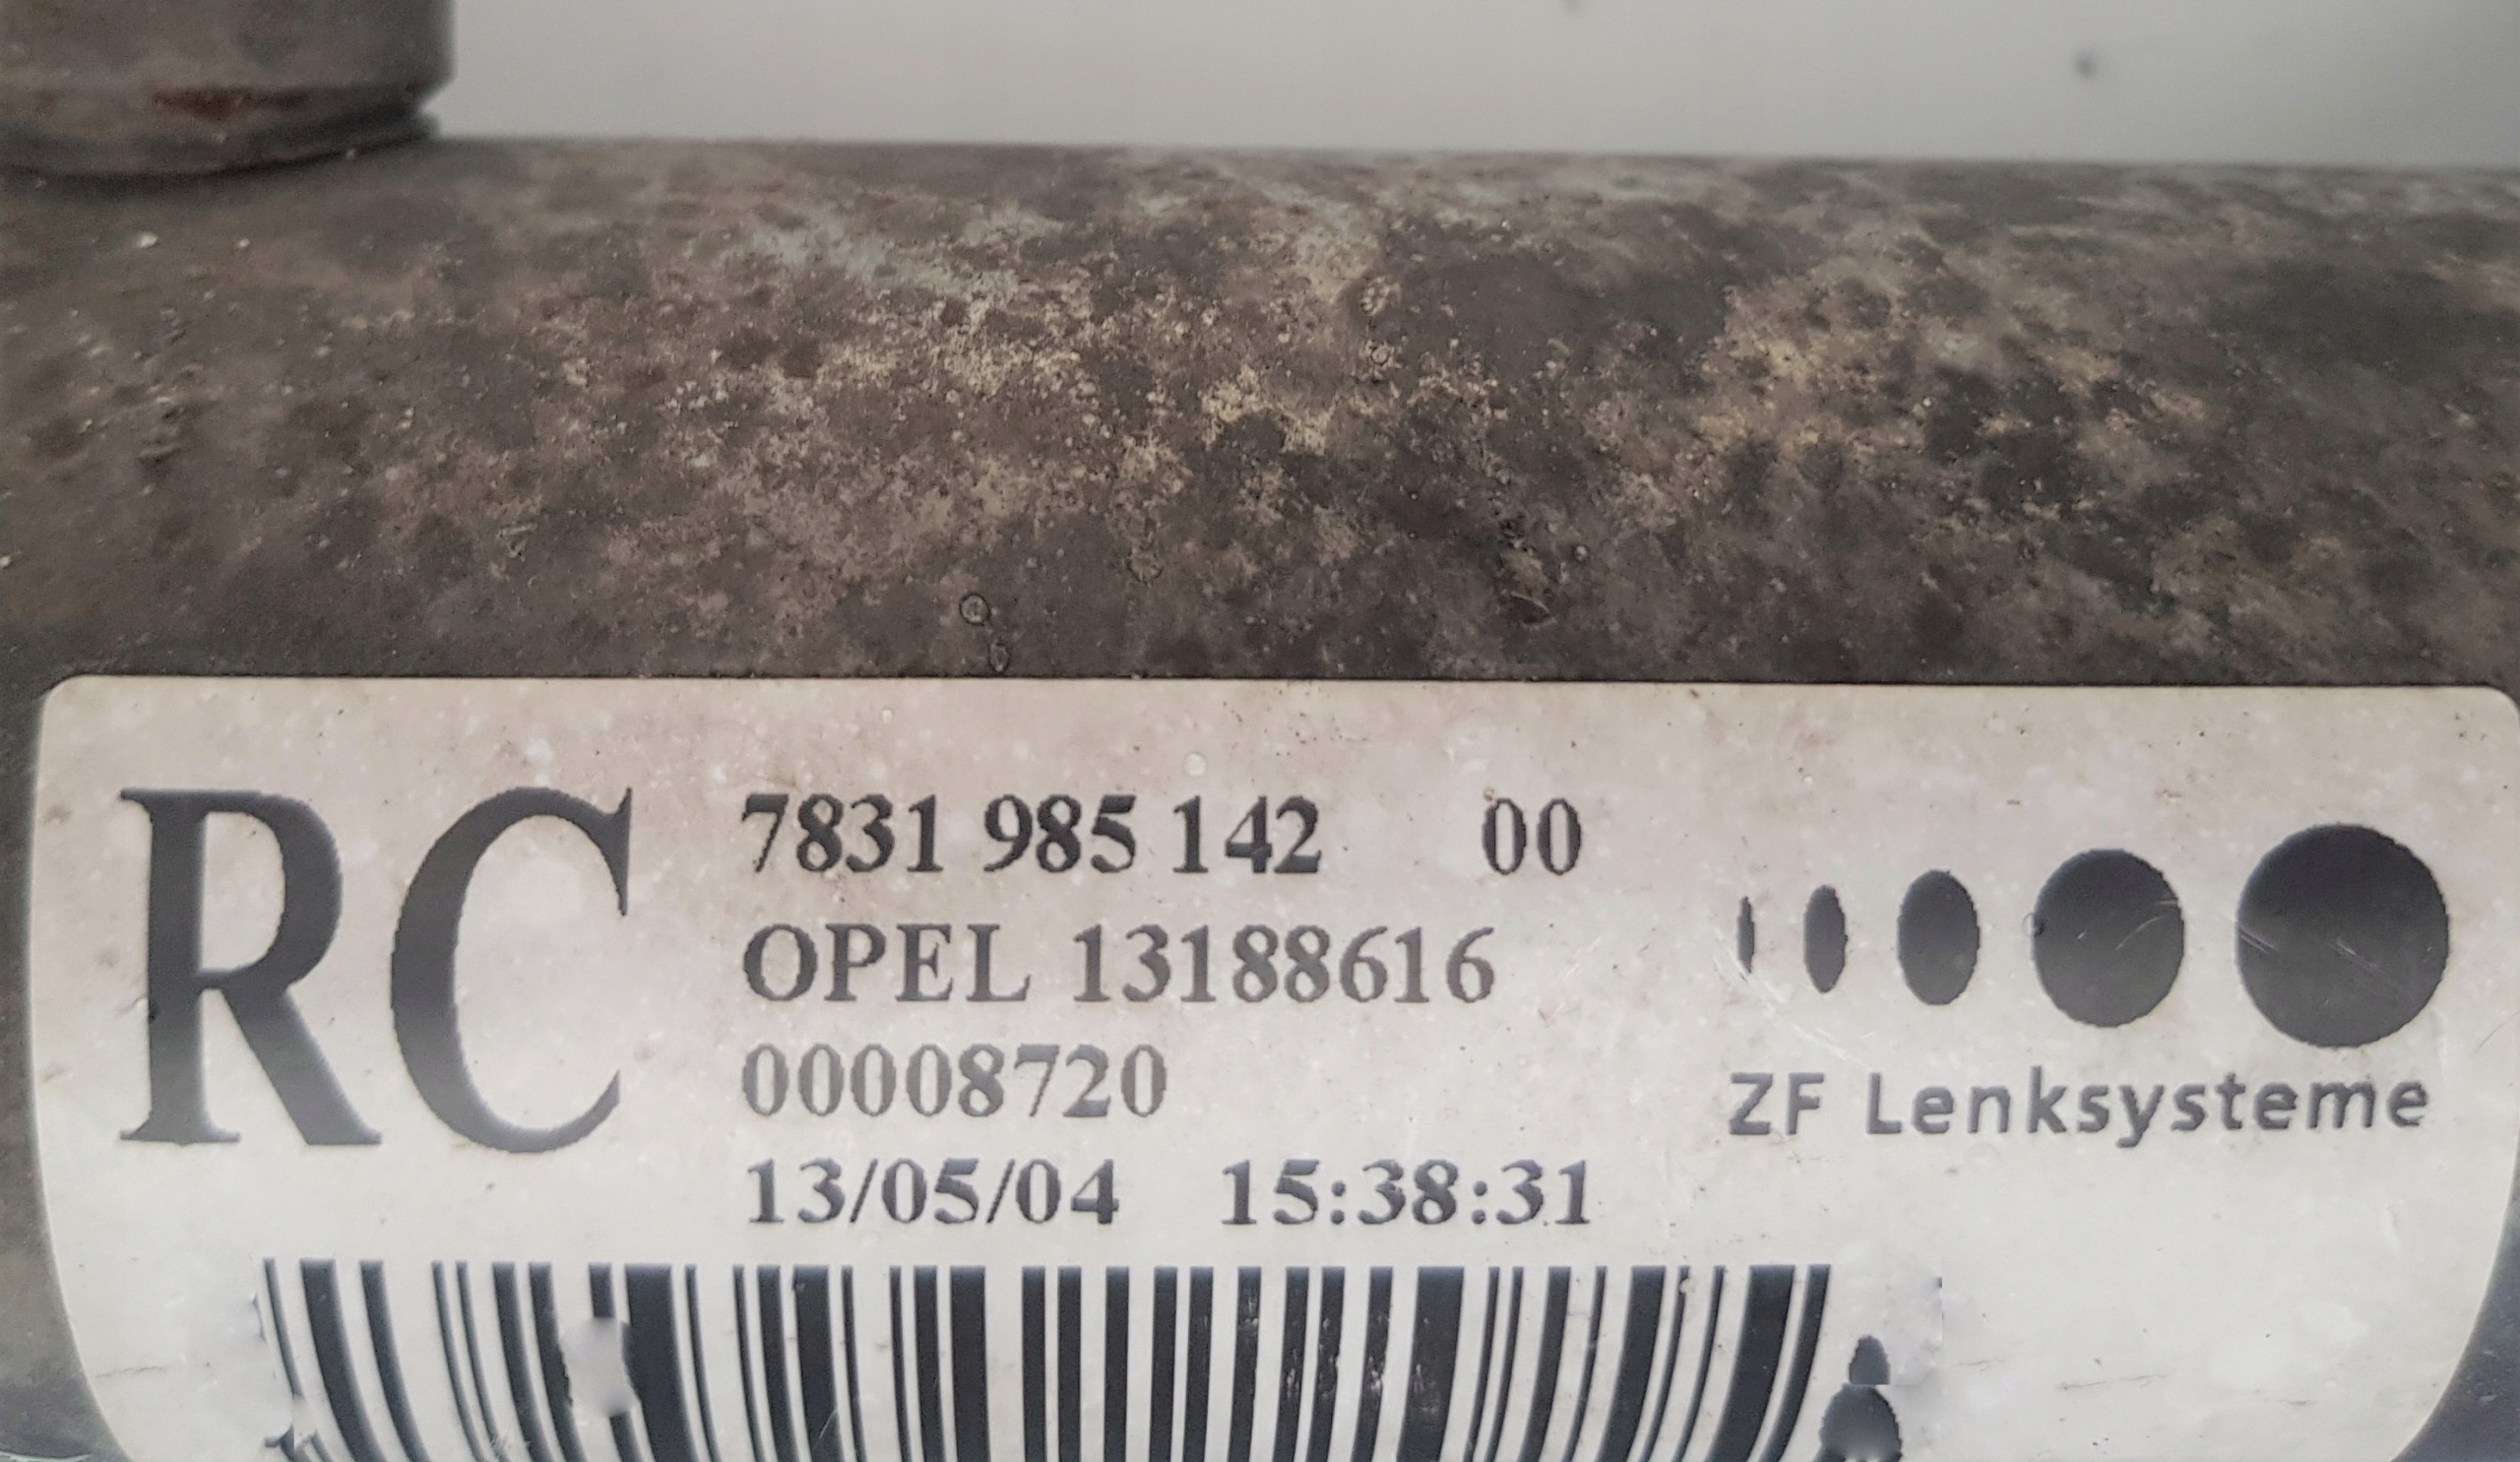 RC
7831 985 142 00
OPEL 13188616
00008720
13/05/04 15:38:31
ZF Lenksysteme